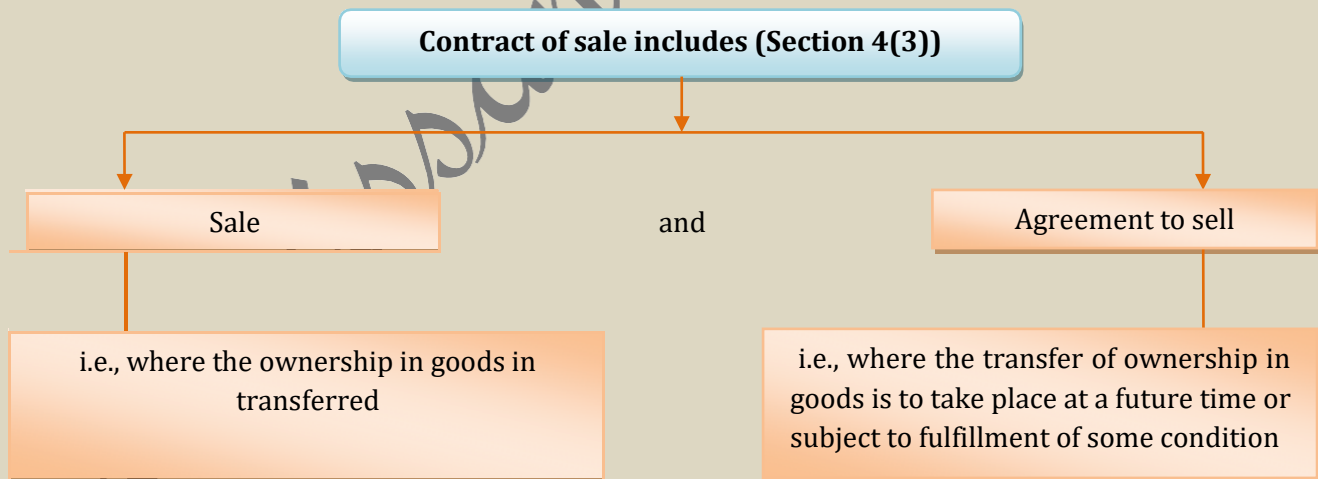 Contract of sale includes (Section 4(3))
Sale
and
Agreement to sell
i.e., where the ownership in goods in
transferred
i.e., where the transfer of ownership in
goods is to take place at a future time or
subject to fulfillment of some condition